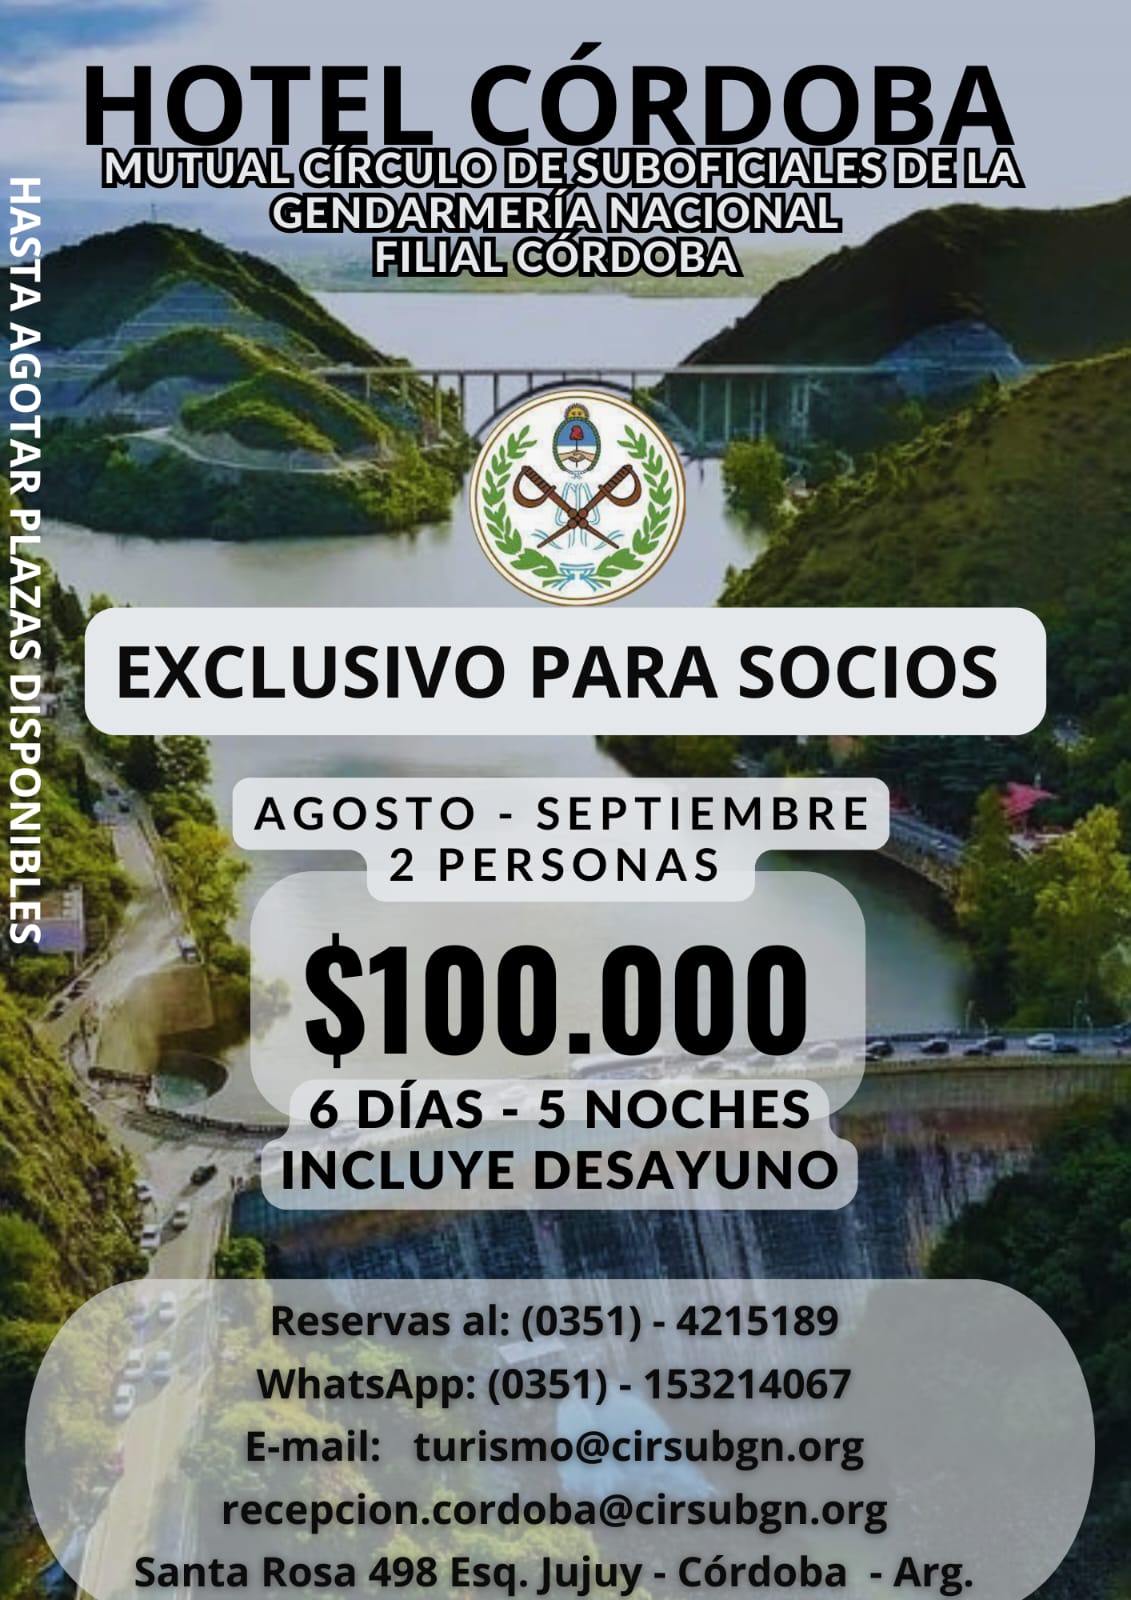 HOTEL CÓRDOBA
MUTUAL CÍRCULO DE SUBOFICIALES DE LA
GENDARMERÍA NACIONAL
FILIAL CÓRDOBA
HASTA AGOTAR PLAZAS DISPONIBLES
EXCLUSIVO PARA SOCIOS
AGOSTO - SEPTIEMBRE
2 PERSONAS
$100.000
6 DÍAS - 5 NOCHES
INCLUYE DESAYUNO
Reservas al: (0351) - 4215189
WhatsApp: (0351) - 153214067
E-mail: turismo@cirsubgn.org
recepcion.cordoba@cirsubgn.org
Santa Rosa 498 Esq. Jujuy - Córdoba - Arg.